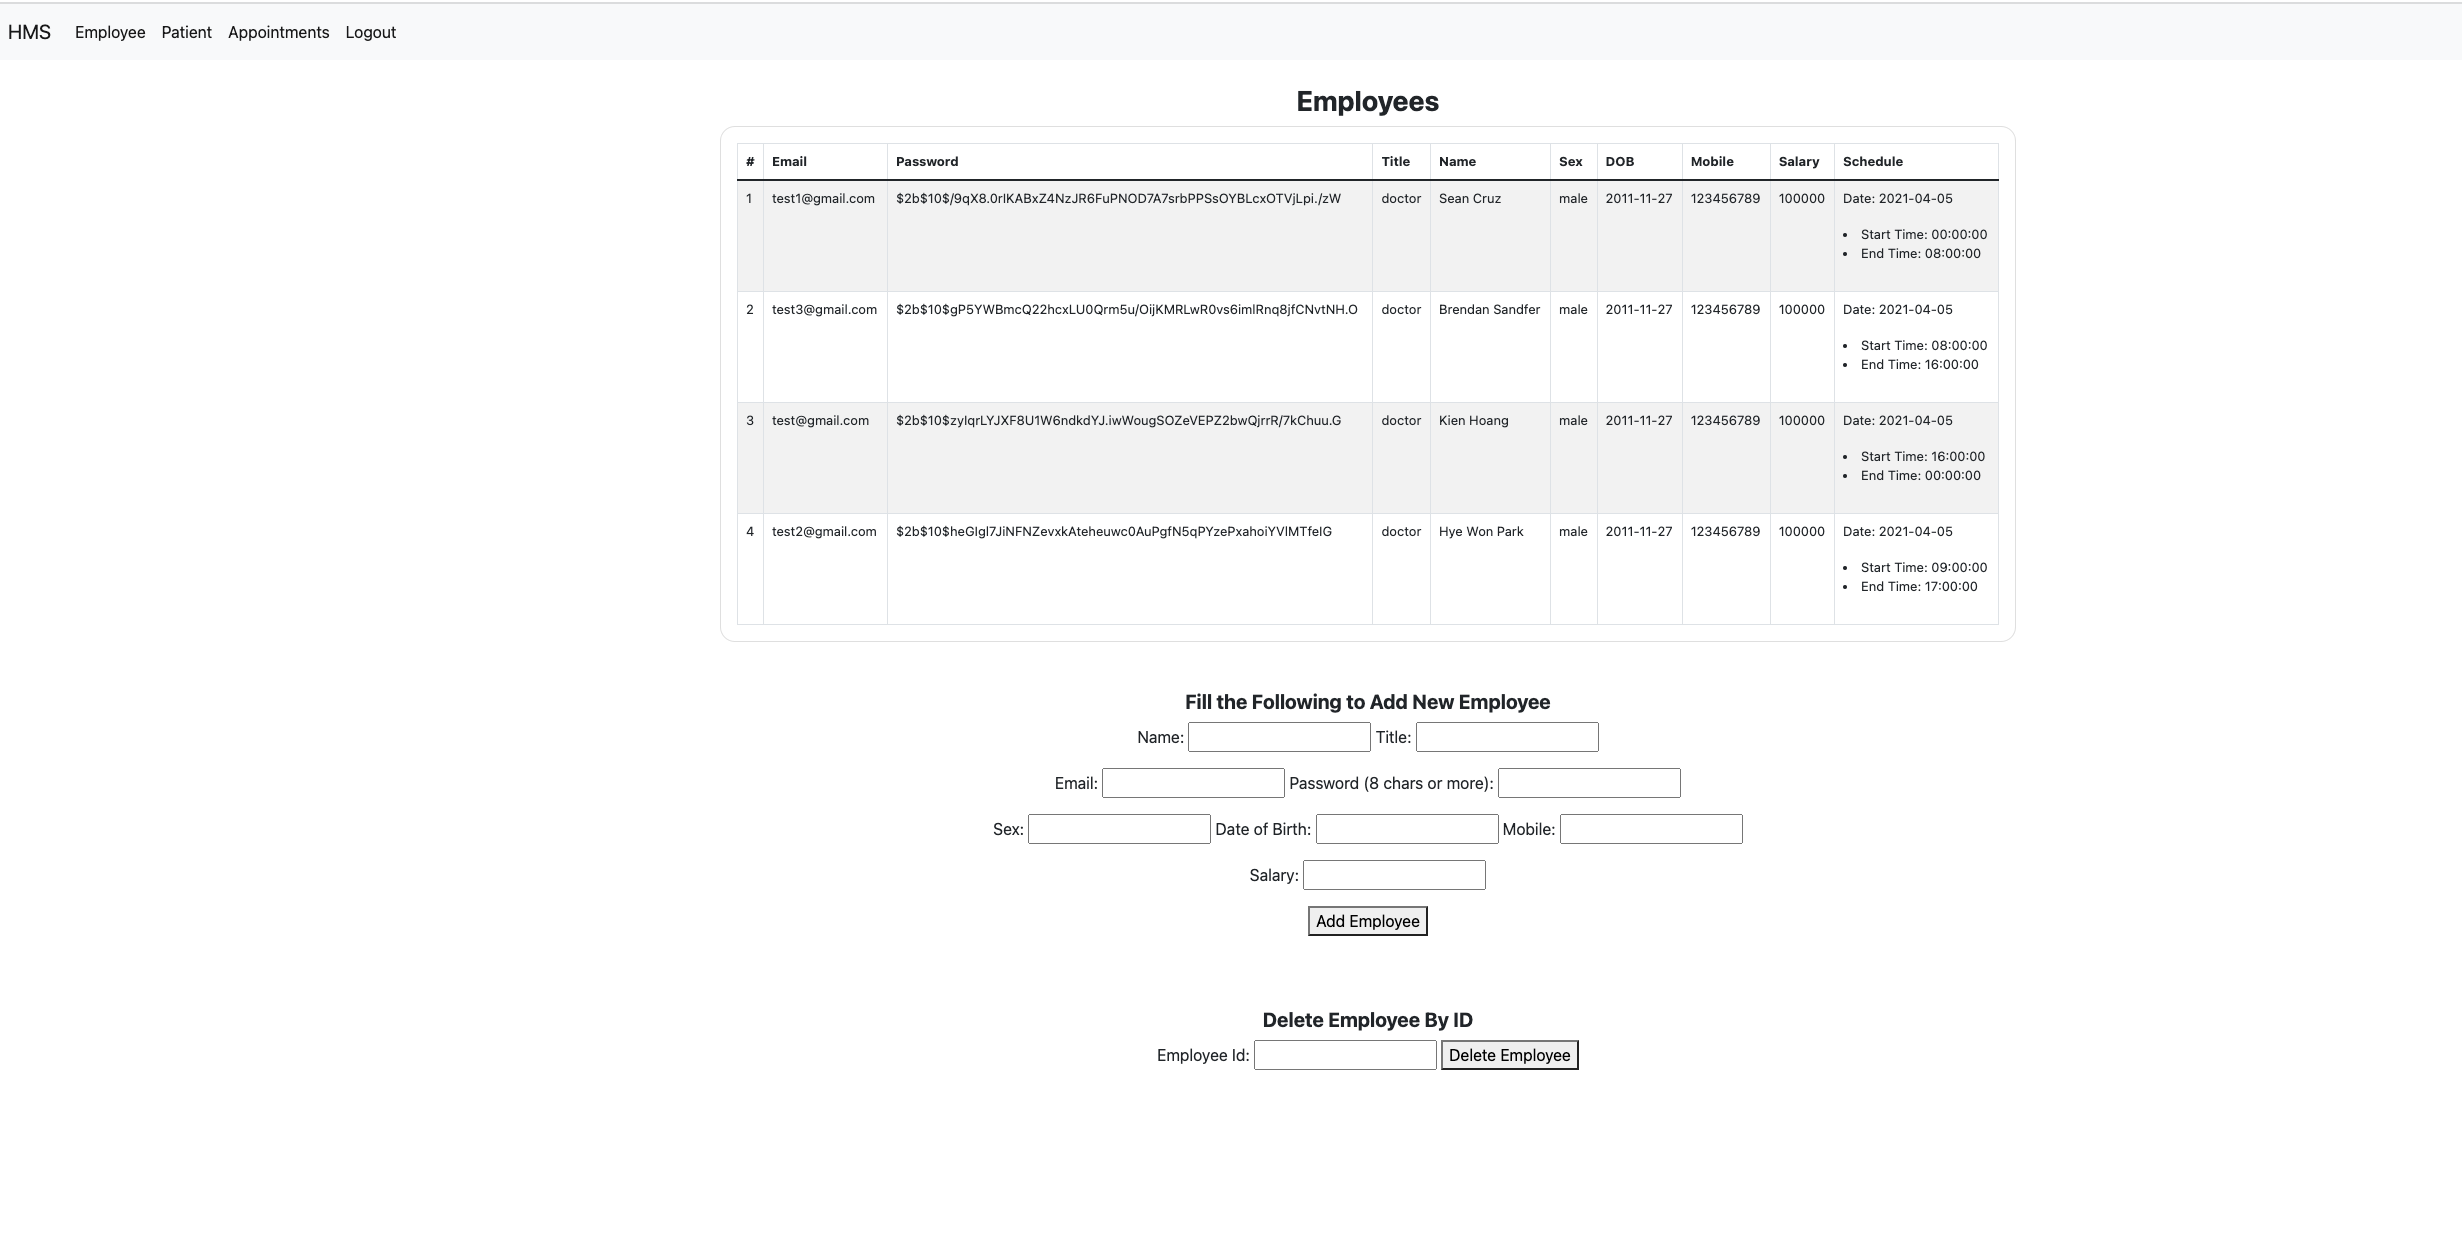 HMS Employee Patient Appointments Logout
Employees
# Email Password Title Name Sex DOB Mobile Salary Schedule
1 test1@gmail.com $2b$10$/9qX8.0rlKABxZ4NzJR6FuPNOD7A7srbPPSsOYBLcxOTVjLpi./zW doctor Sean Cruz male 2011-11-27 123456789 100000 Date: 2021-04-05
• Start Time: 00:00:00
• End Time: 08:00:00
2 test3@gmail.com $2b$10$gP5YWBmcQ22hcxLU0Qrm5u/OijKMRLwR0vs6imlRnq8jfCNvtNH.O doctor Brendan Sandfer male 2011-11-27 123456789 100000 Date: 2021-04-05
• Start Time: 08:00:00
• End Time: 16:00:00
3 test@gmail.com $2b$10$zylqrLYJXF8U1W6ndkdYJ.iwWougSOZeVEPZ2bwQjrrR/7kChuu.G doctor Kien Hoang male 2011-11-27 123456789 100000 Date: 2021-04-05
• Start Time: 16:00:00
• End Time: 00:00:00
4 test2@gmail.com $2b$10$heGlgl7JiNFNZevxkAteheuwc0AuPgfN5qPYzePxahoiYVlMTfelG doctor Hye Won Park male 2011-11-27 123456789 100000 Date: 2021-04-05
• Start Time: 09:00:00
• End Time: 17:00:00
Fill the Following to Add New Employee
Name: Title:
Email: Password (8 chars or more):
Sex: Date of Birth: Mobile:
Salary:
Add Employee
Delete Employee By ID
Employee Id: Delete Employee